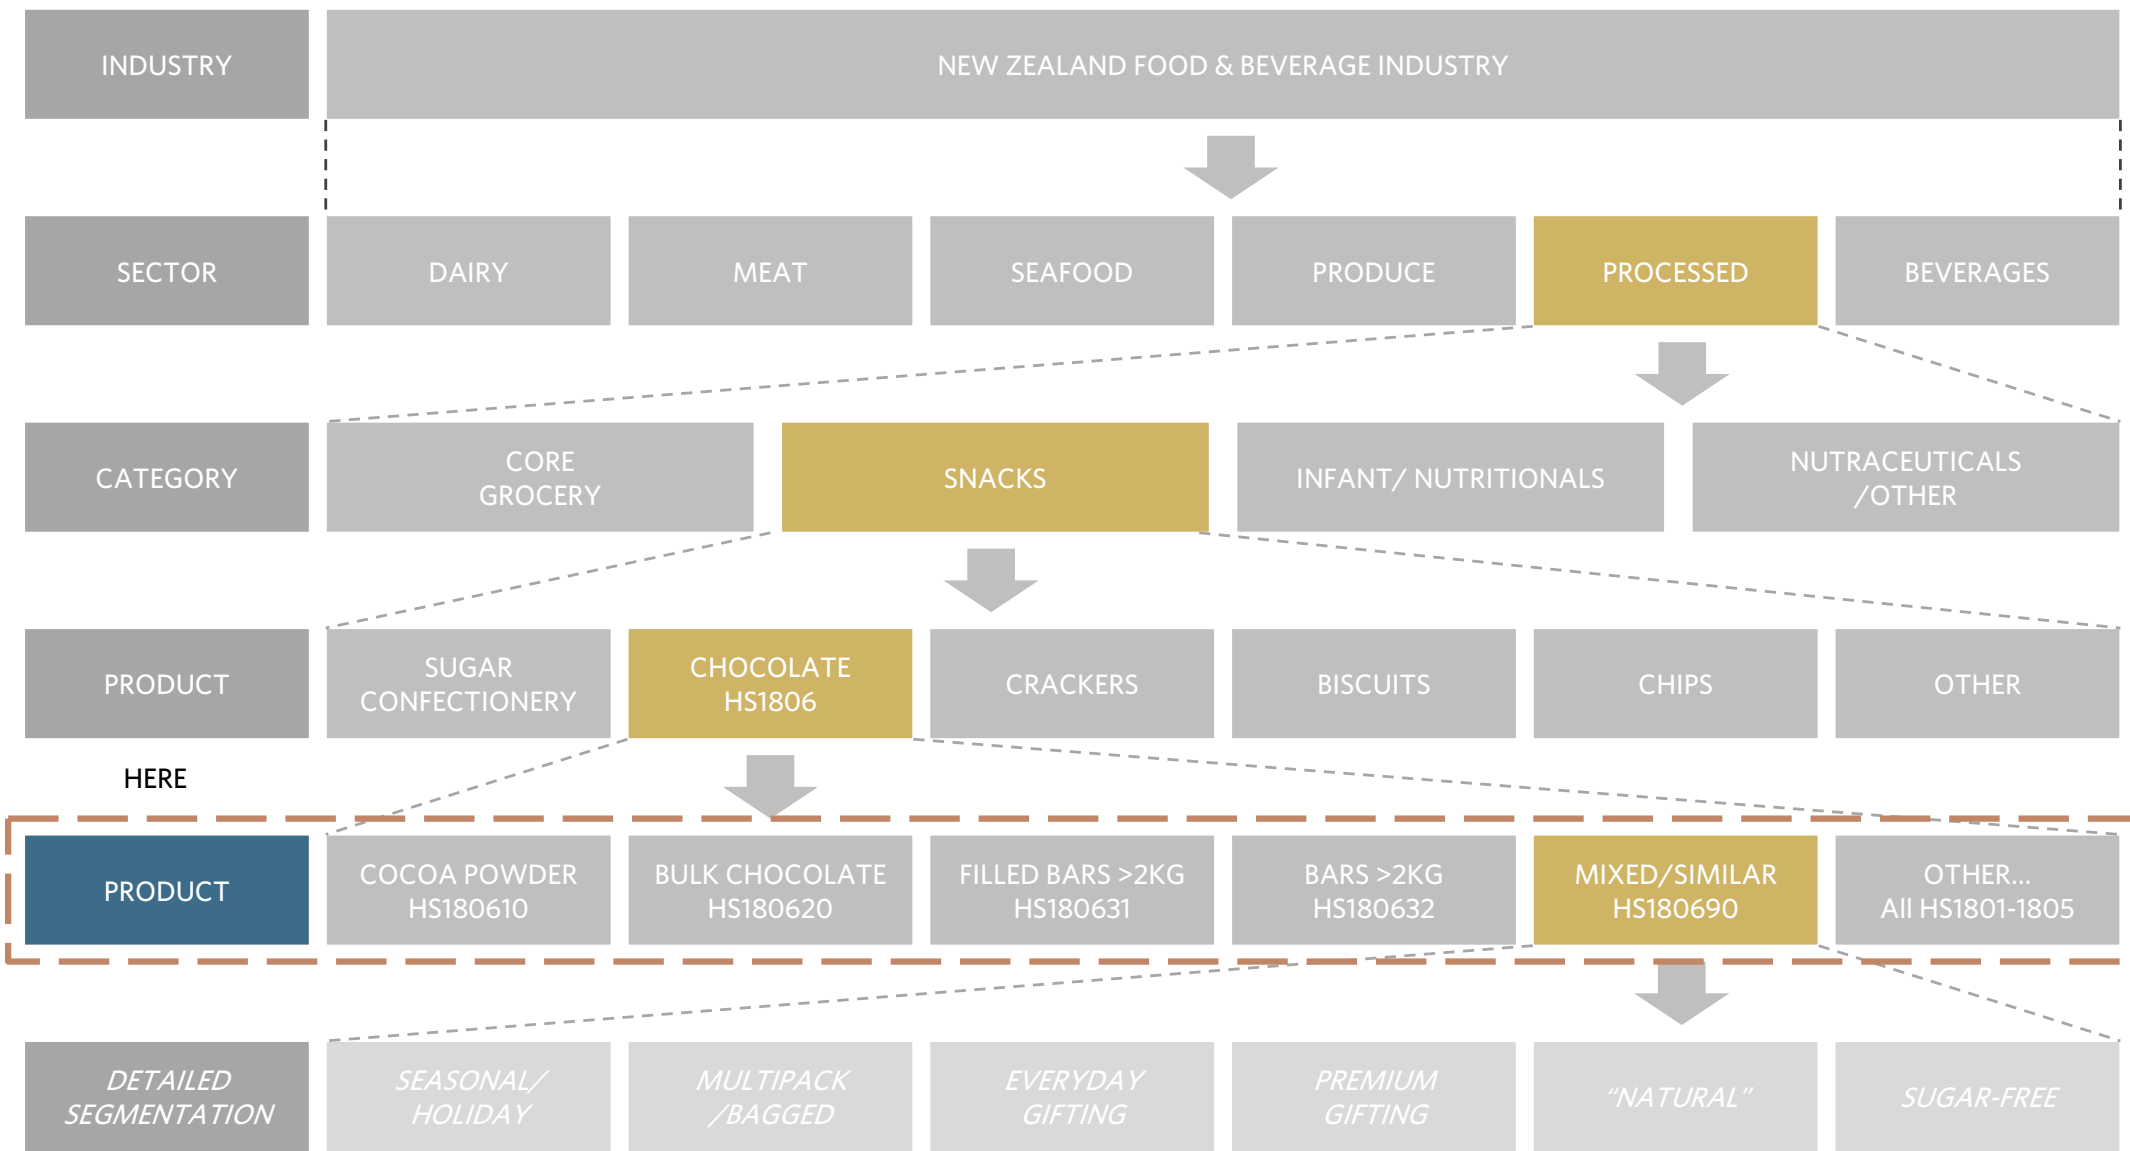 INDUSTRY
NEW ZEALAND FOOD & BEVERAGE INDUSTRY
SECTOR
DAIRY
MEAT
SEAFOOD
PRODUCE
PROCESSED
BEVERAGES
CATEGORY
CORE
GROCERY
SNACKS
INFANT/ NUTRITIONALS
NUTRACEUTICALS
/OTHER
PRODUCT
SUGAR
CONFECTIONERY
CHOCOLATE
HS1806
CRACKERS
BISCUITS
CHIPS
OTHER
HERE
PRODUCT
COCOA POWDER
HS180610
BULK CHOCOLATE
HS180620
FILLED BARS >2KG
HS180631
BARS >2KG
HS180632
MIXED/SIMILAR
HS180690
OTHER...
All HS1801-1805
DETAILED
SEGMENTATION
SEASONAL/
HOLIDAY
MULTIPACK
/BAGGED
EVERYDAY
GIFTING
PREMIUM
GIFTING
“NATURAL”
SUGAR-FREE